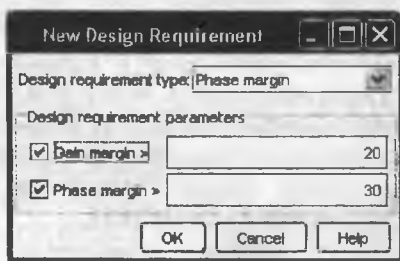 New Design Requirement
Design requirement type: Phase margin
Design requirement parameters
Gain margin > 20
Phase margin > 30
OK Cancel Help